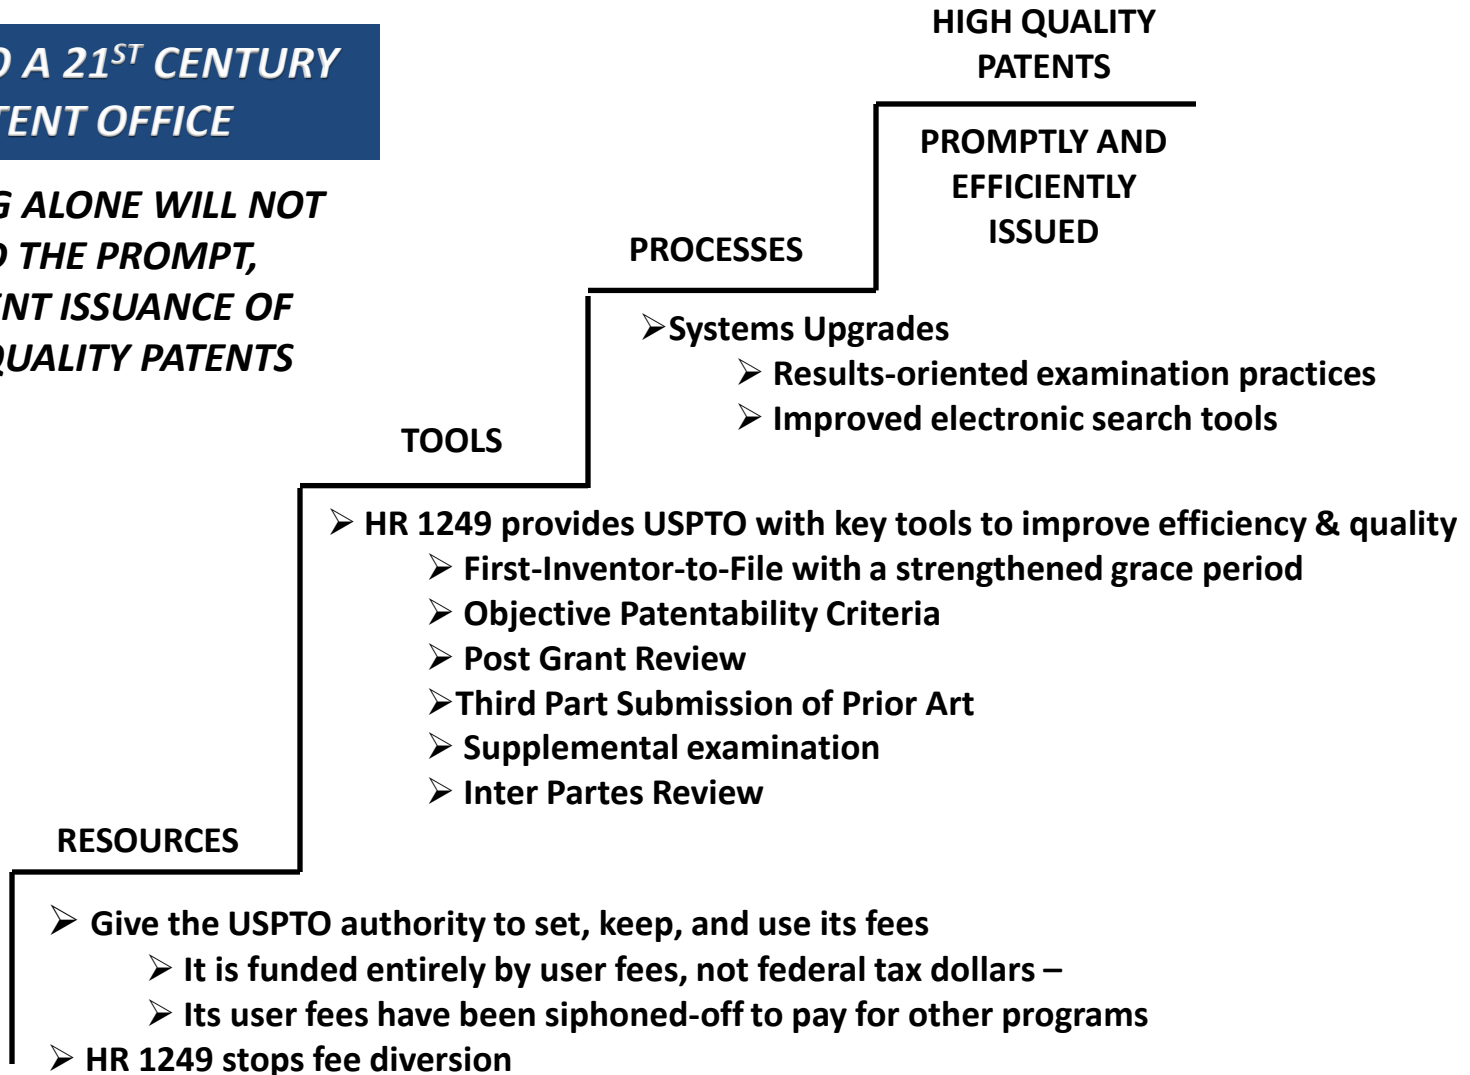 A 21ST CENTURY
OFFICE
ALONE WILL NOT
THE PROMPT,
ISSUANCE OF
QUALITY PATENTS
HIGH QUALITY
PATENTS
PROMPTLY AND
EFFICIENTLY
ISSUED
PROCESSES
➢Systems Upgrades
➢ Results-oriented examination practices
➢ Improved electronic search tools
TOOLS
➢ HR 1249 provides USPTO with key tools to improve efficiency & quality
➢ First-Inventor-to-File with a strengthened grace period
➢ Objective Patentability Criteria
➢ Post Grant Review
➢Third Part Submission of Prior Art
➢ Supplemental examination
➢ Inter Partes Review
RESOURCES
➢ Give the USPTO authority to set, keep, and use its fees
➢ It is funded entirely by user fees, not federal tax dollars –
➢ Its user fees have been siphoned-off to pay for other programs
➢ HR 1249 stops fee diversion